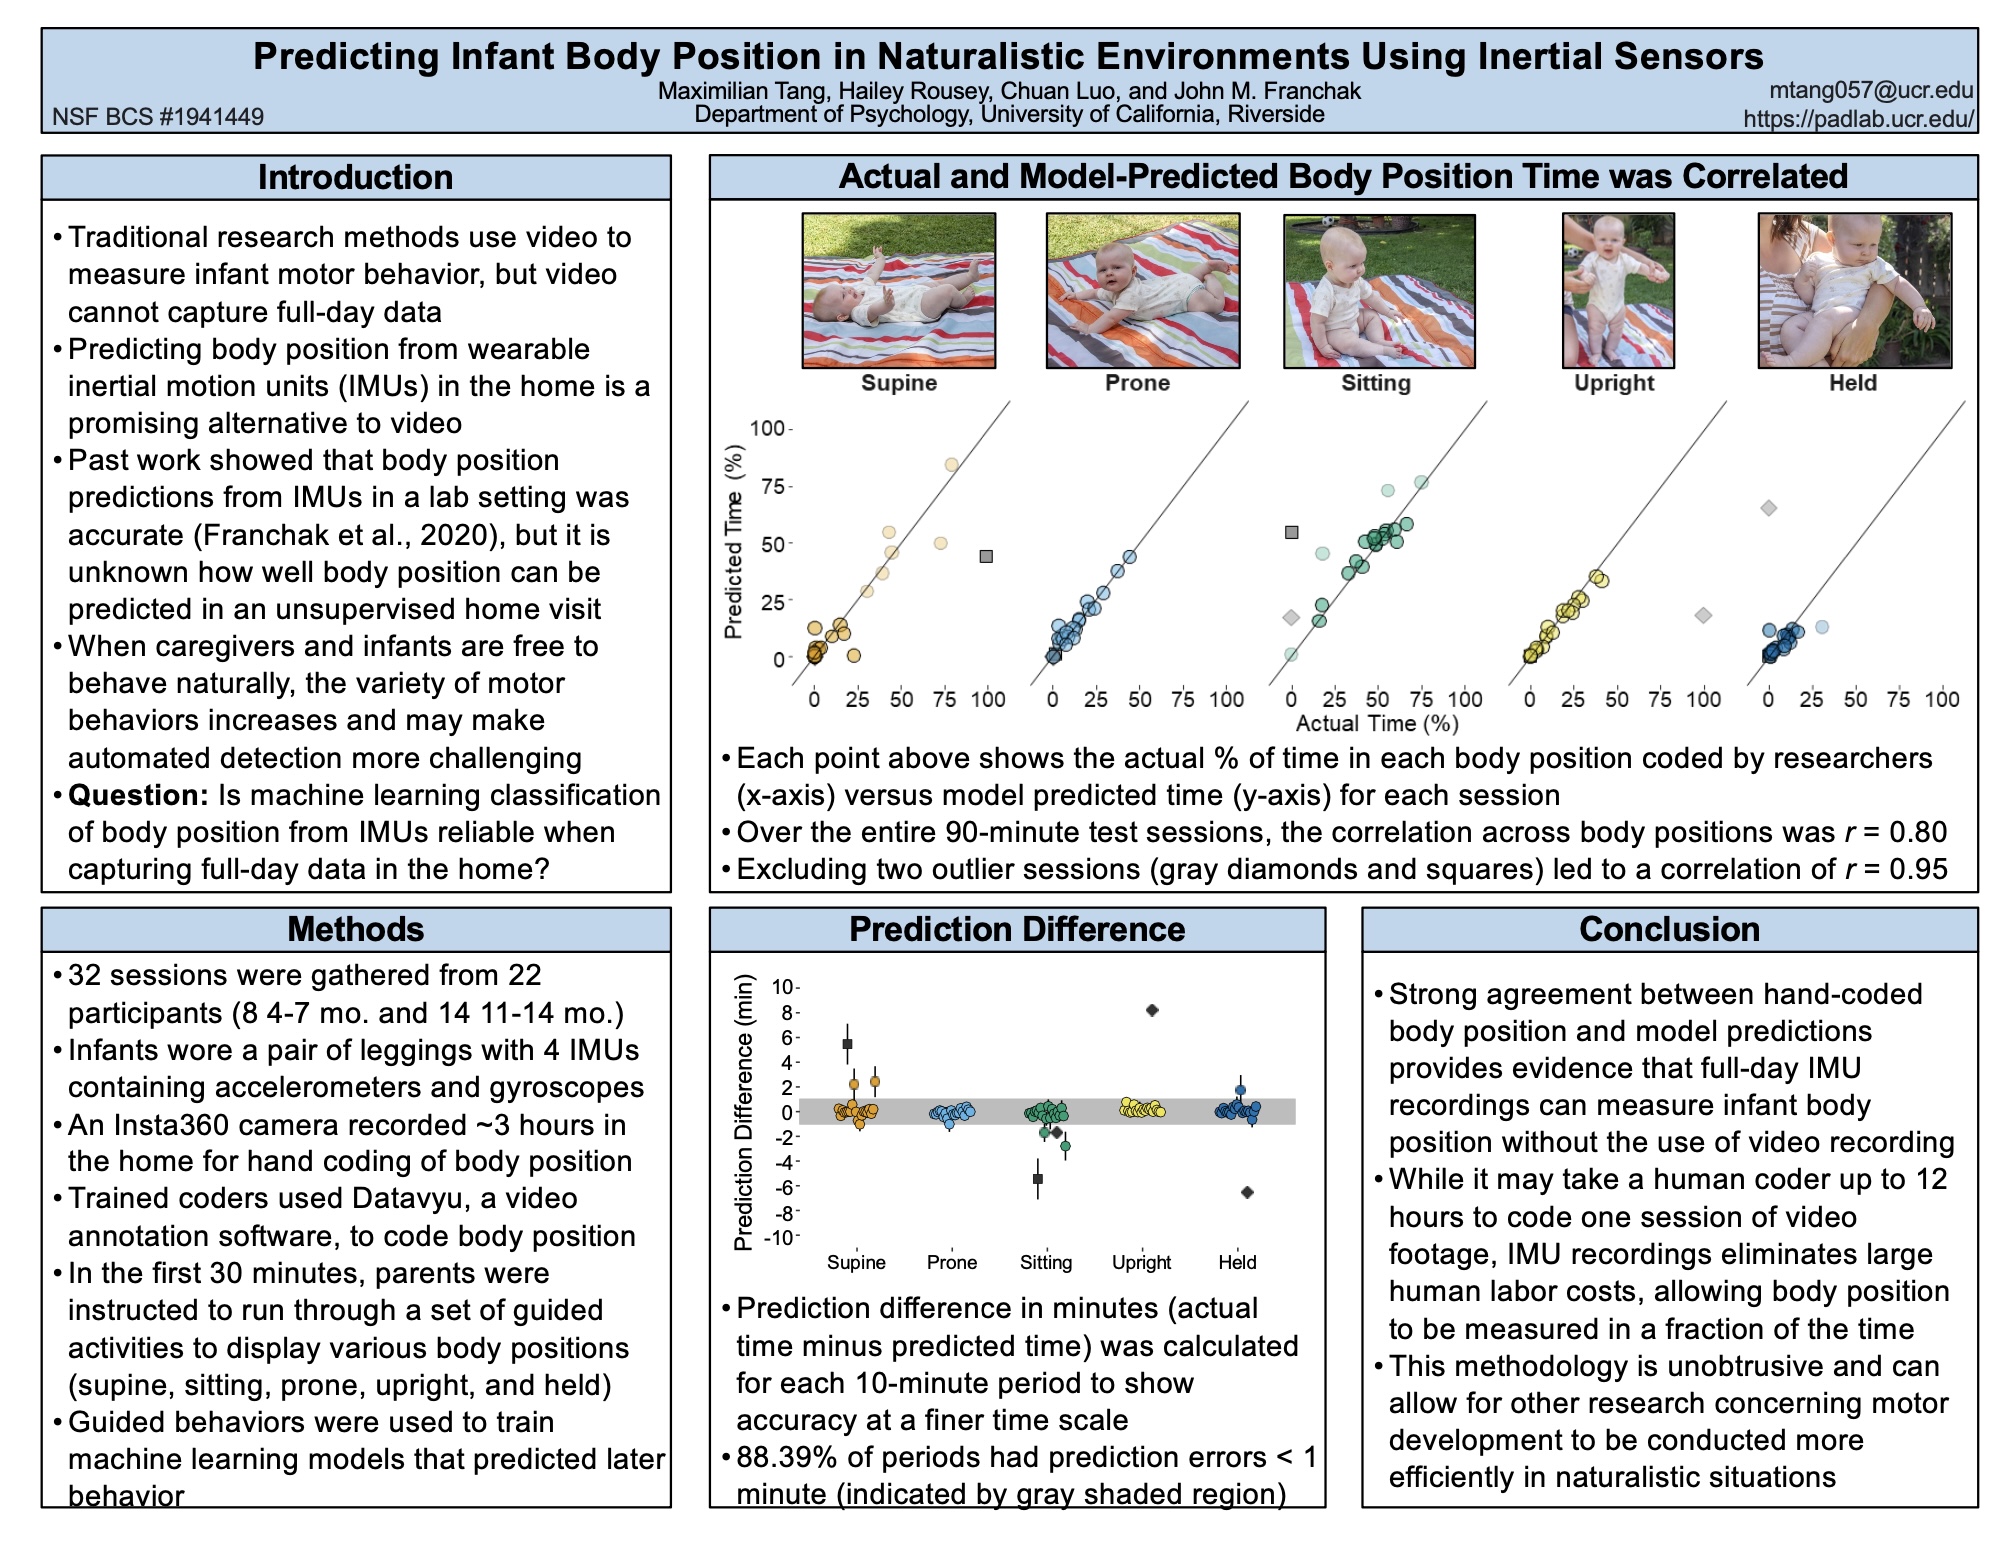 Predicting Infant Body Position in Naturalistic Environments Using Inertial Sensors
Maximilian Tang, Hailey Rousey, Chuan Luo, and John M. Franchak
Department of Psychology, University of California, Riverside
NSF BCS #1941449
mtang057@ucr.edu
https://padlab.ucr.edu/
Introduction
• Traditional research methods use video to
measure infant motor behavior, but video
cannot capture full-day data
• Predicting body position from wearable
inertial motion units (IMUs) in the home is a
promising alternative to video
• Past work showed that body position
predictions from IMUs in a lab setting was
accurate (Franchak et al., 2020), but it is
unknown how well body position can be
predicted in an unsupervised home visit
• When caregivers and infants are free to
behave naturally, the variety of motor
behaviors increases and may make
automated detection more challenging
• Question: Is machine learning classification
of body position from IMUs reliable when
capturing full-day data in the home?
Methods
• 32 sessions were gathered from 22
participants (8 4-7 mo. and 14 11-14 mo.)
• Infants wore a pair of leggings with 4 IMUs
containing accelerometers and gyroscopes
• An Insta360 camera recorded ~3 hours in
the home for hand coding of body position
• Trained coders used Datavyu, a video
annotation software, to code body position
• In the first 30 minutes, parents were
instructed to run through a set of guided
activities to display various body positions
(supine, sitting, prone, upright, and held)
• Guided behaviors were used to train
machine learning models that predicted later
behavior
Actual and Model-Predicted Body Position Time was Correlated
Supine Prone Sitting Upright Held
Predicted Time (%)
100
75
50
25
0
0 25 50 75 100 0 25 50 75 100 0 25 50 75 100 0 25 50 75 100 0 25 50 75 100
Actual Time (%)
• Each point above shows the actual % of time in each body position coded by researchers
(x-axis) versus model predicted time (y-axis) for each session
• Over the entire 90-minute test sessions, the correlation across body positions was r = 0.80
• Excluding two outlier sessions (gray diamonds and squares) led to a correlation of r = 0.95
Prediction Difference
Prediction Difference (min)
10
8
6
4
2
0
-2
-4
-6
-8
-10
Supine Prone Sitting Upright Held
• Prediction difference in minutes (actual
time minus predicted time) was calculated
for each 10-minute period to show
accuracy at a finer time scale
• 88.39% of periods had prediction errors < 1
minute (indicated by gray shaded region)
Conclusion
• Strong agreement between hand-coded
body position and model predictions
provides evidence that full-day IMU
recordings can measure infant body
position without the use of video recording
• While it may take a human coder up to 12
hours to code one session of video
footage, IMU recordings eliminates large
human labor costs, allowing body position
to be measured in a fraction of the time
• This methodology is unobtrusive and can
allow for other research concerning motor
development to be conducted more
efficiently in naturalistic situations